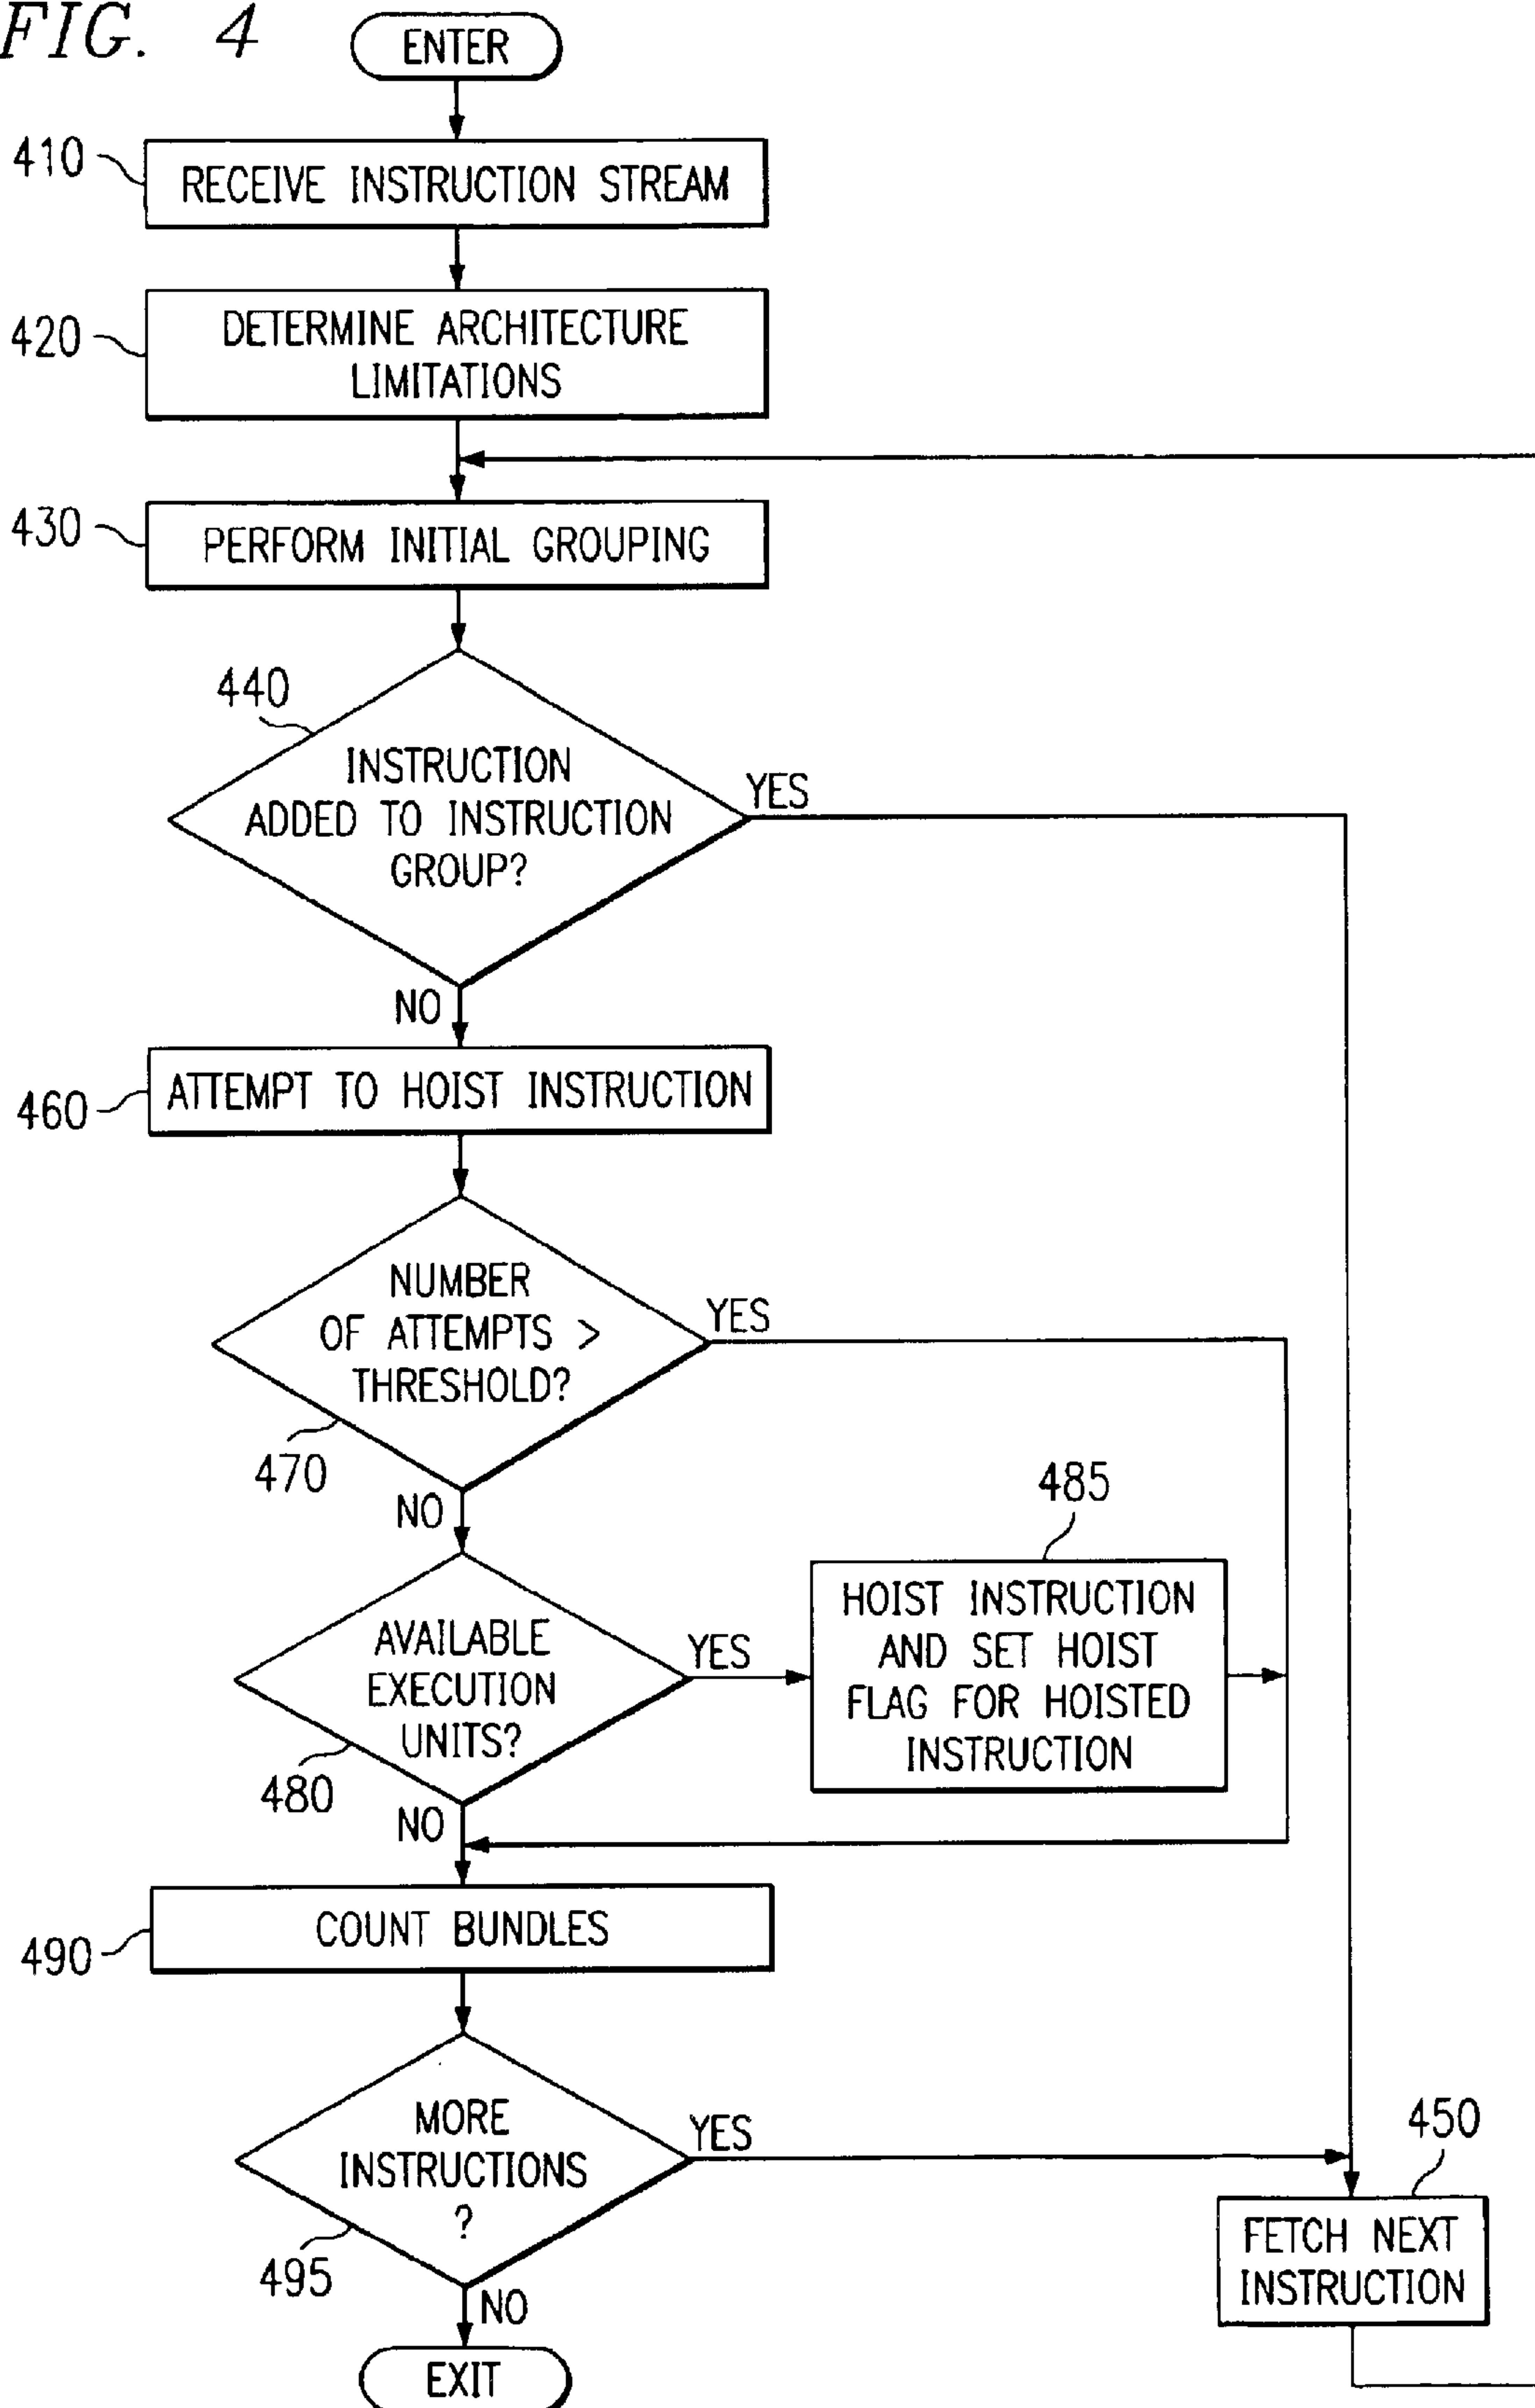 FIG. 4
ENTER
410
RECEIVE INSTRUCTION STREAM
420
DETERMINE ARCHITECTURE
LIMITATIONS
430
PERFORM INITIAL GROUPING
440
INSTRUCTION
ADDED TO INSTRUCTION
GROUP?
YES
NO
460
ATTEMPT TO HOIST INSTRUCTION
NUMBER
OF ATTEMPTS >
THRESHOLD?
YES
470
NO
485
AVAILABLE
EXECUTION
UNITS?
YES
HOIST INSTRUCTION
AND SET HOIST
FLAG FOR HOISTED
INSTRUCTION
480
NO
490
COUNT BUNDLES
MORE
INSTRUCTIONS
?
YES
495
NO
450
FETCH NEXT
INSTRUCTION
EXIT